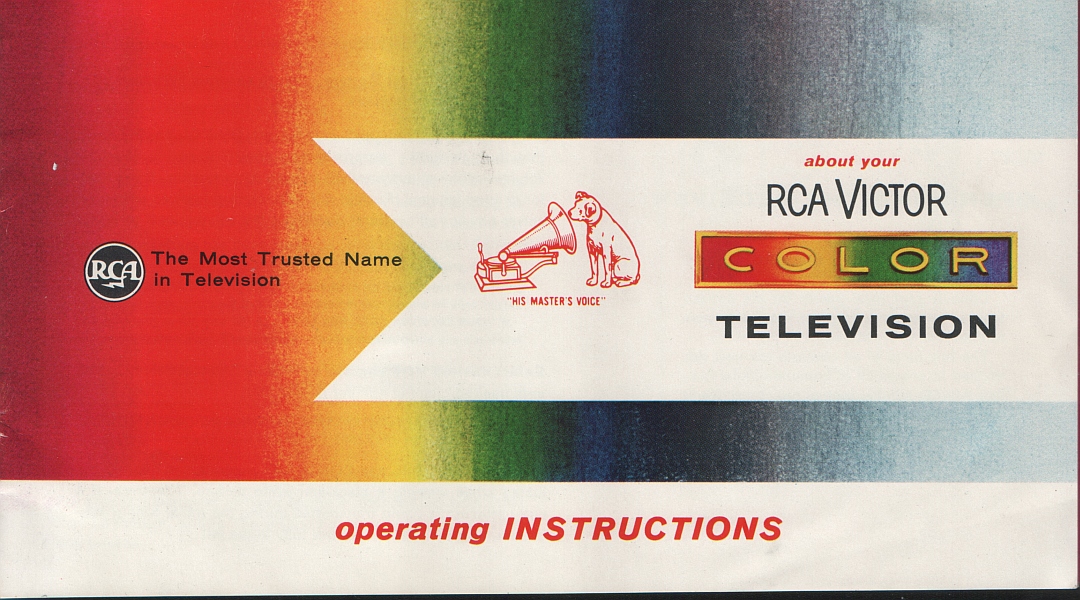 RCA
The Most Trusted Name
in Television
"HIS MASTER'S VOICE"
about your
RCA VICTOR
COLOR
TELEVISION
operating INSTRUCTIONS